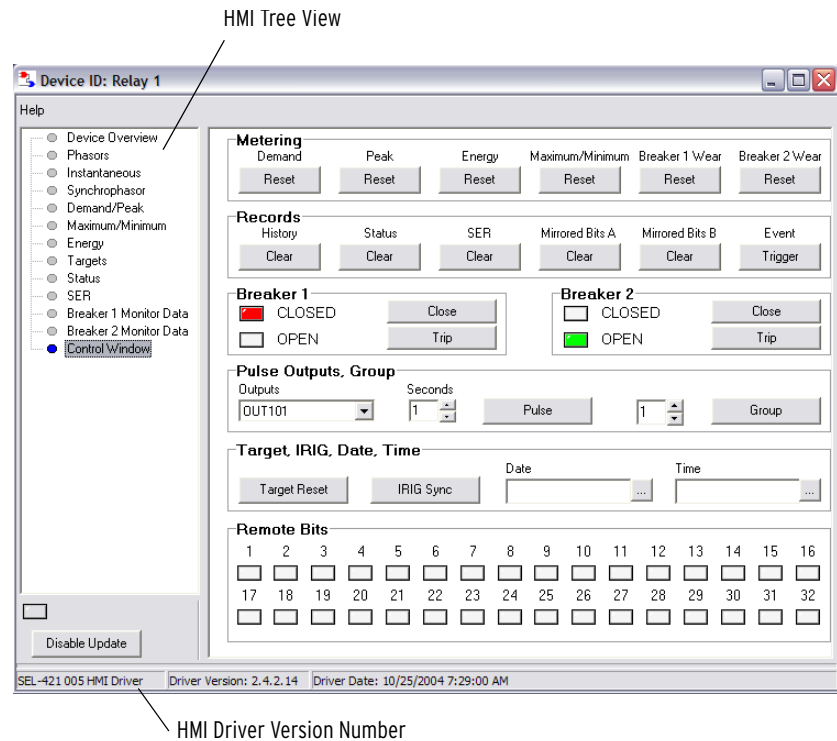 HMI Tree View
Device ID: Relay 1
Help
Device Overview
Phasors
Instantaneous
Synchrophasor
Demand/Peak
Maximum/Minimum
Energy
Targets
Status
SER
Breaker 1 Monitor Data
Breaker 2 Monitor Data
Control Window
Disable Update
Metering
Demand Peak Energy Maximum/Minimum Breaker 1 Wear Breaker 2 Wear
Reset Reset Reset Reset Reset Reset
Records
History Status SER Mirrored Bits A Mirrored Bits B Event
Clear Clear Clear Clear Clear Trigger
Breaker 1
CLOSED Close
OPEN Trip
Breaker 2
CLOSED Close
OPEN Trip
Pulse Outputs, Group
Outputs Seconds
OUT101 1 Pulse 1 Group
Target, IRIG, Date, Time
Date Time
Target Reset IRIG Sync ... ...
Remote Bits
1 2 3 4 5 6 7 8 9 10 11 12 13 14 15 16
17 18 19 20 21 22 23 24 25 26 27 28 29 30 31 32
SEL-421 005 HMI Driver Driver Version: 2.4.2.14 Driver Date: 10/25/2004 7:29:00 AM
HMI Driver Version Number